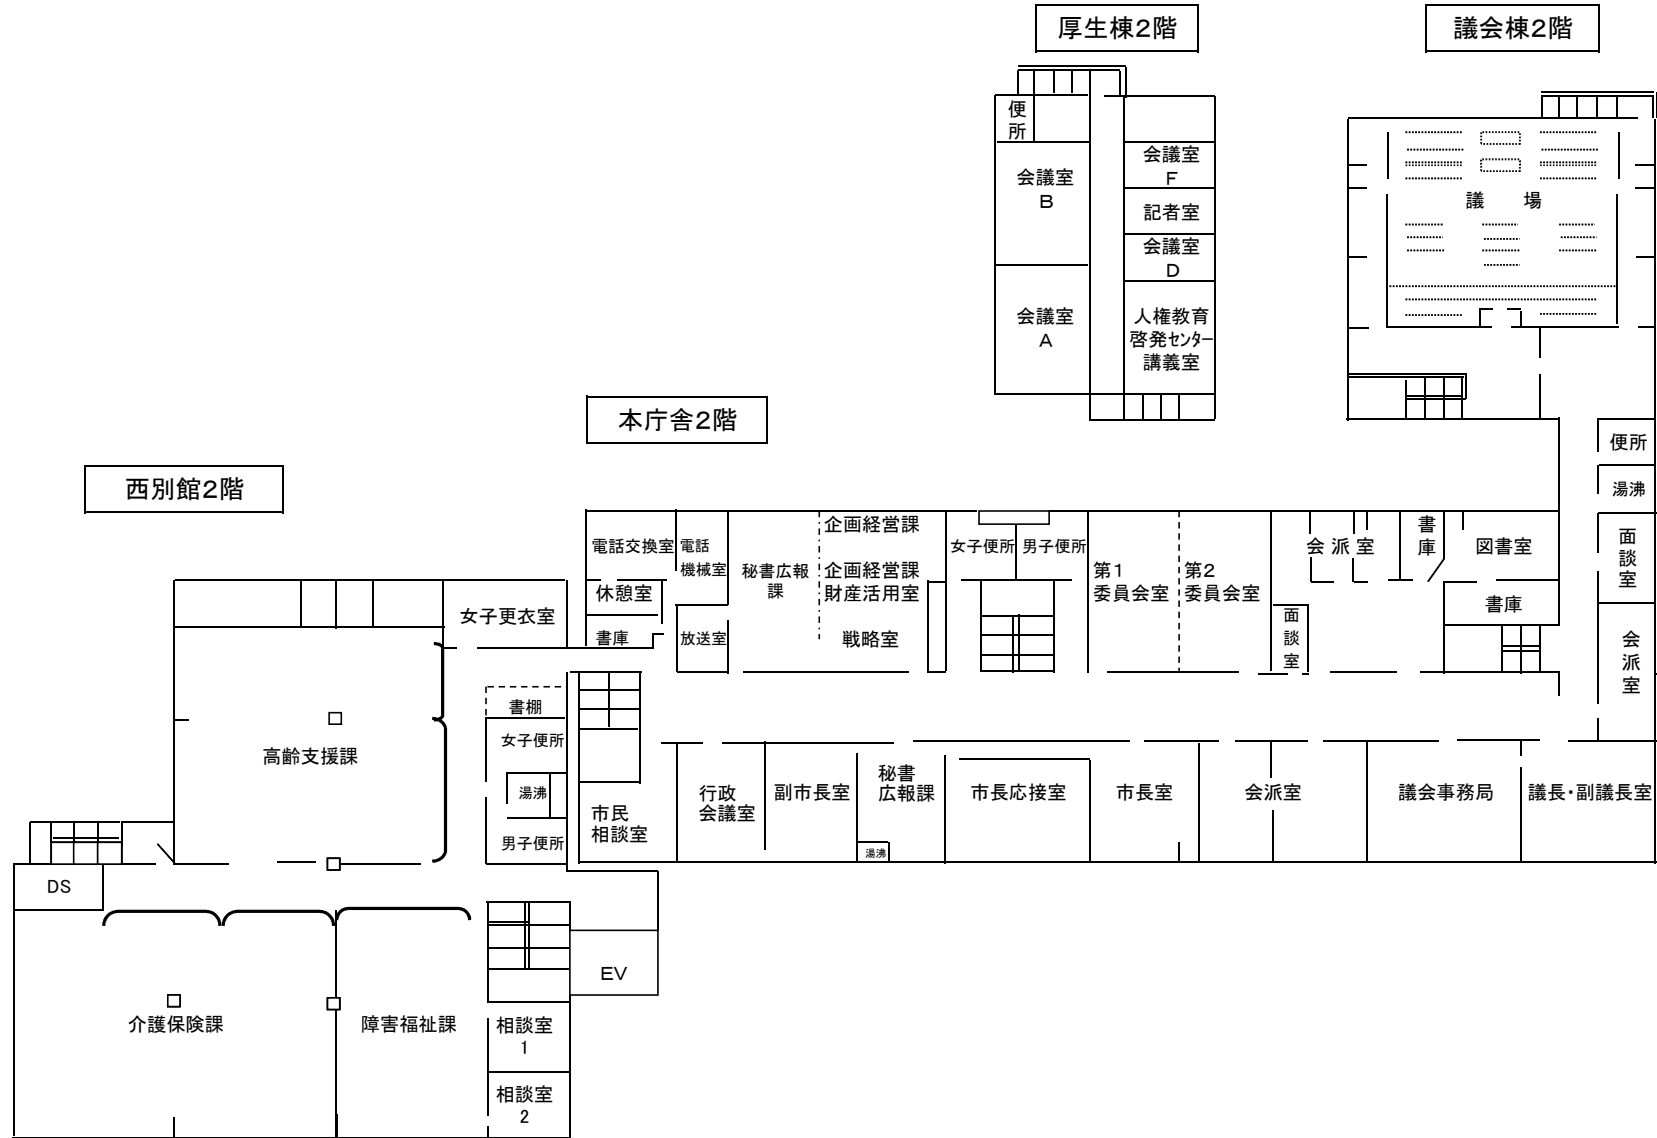 厚生棟2階
議会棟2階
便
所
会議室
F
会議室
B
記者室
議　場
会議室
D
会議室
A
人権教育
啓発センター
講義室
本庁舎2階
便所
西別館2階
湯沸
電話交換室
電話
機械室
秘書広報
課
企画経営課
企画経営課
財産活用室
戦略室
女子便所
男子便所
第1
委員会室
第2
委員会室
会派室
書
庫
図書室
面
談
室
休憩室
書庫
放送室
女子更衣室
面
談
室
書庫
会
派
室
書棚
女子便所
湯沸
男子便所
高齢支援課
市民
相談室
行政
会議室
副市長室
秘書
広報課
湯沸
市長応接室
市長室
会派室
議会事務局
議長・副議長室
DS
EV
介護保険課
障害福祉課
相談室
1
相談室
2